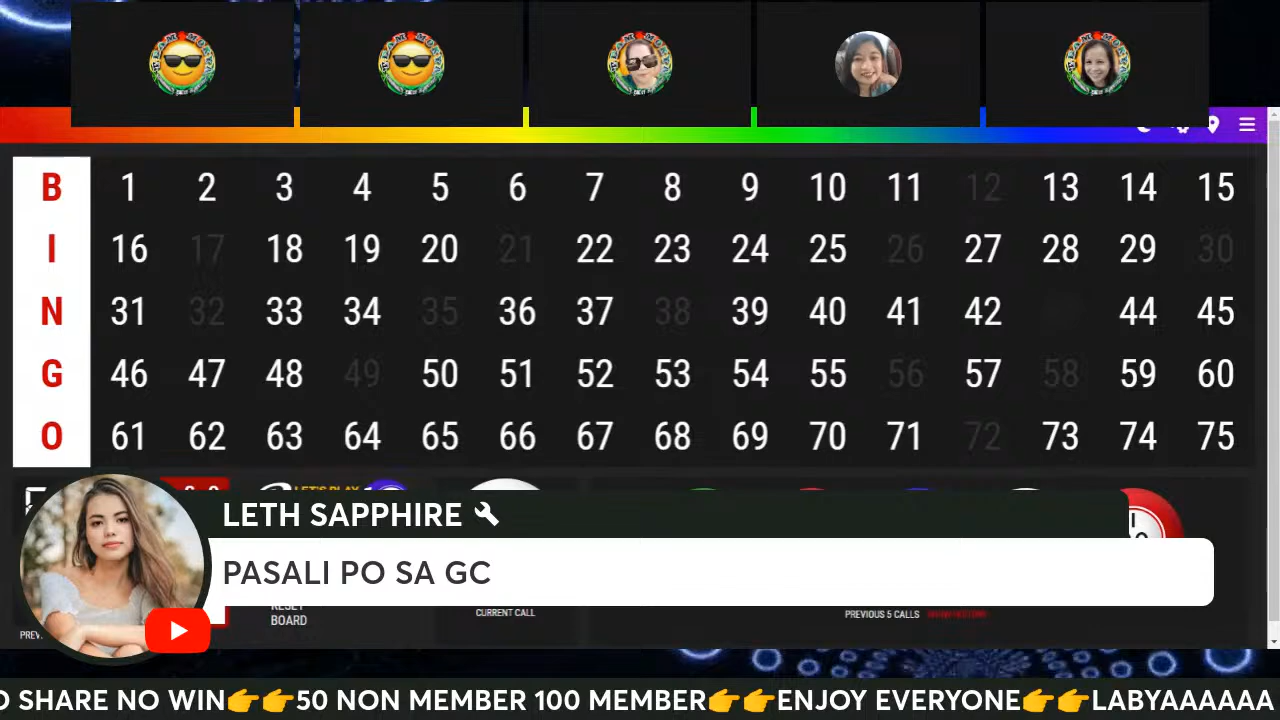 B 1 2 3 4 5 6 7 8 9 10 11 12 13 14 15
I 16 17 18 19 20 21 22 23 24 25 26 27 28 29 30
N 31 32 33 34 35 36 37 38 39 40 41 42 44 45
G 46 47 48 49 50 51 52 53 54 55 56 57 58 59 60
O 61 62 63 64 65 66 67 68 69 70 71 72 73 74 75
LET'S PLAY
LETH SAPPHIRE
PASALI PO SA GC
RESET
BOARD
CURRENT CALL
PREVIOUS 5 CALLS
SHARE NO WIN👉👉50 NON MEMBER 100 MEMBER👉👉ENJOY EVERYONE👉👉LABYAAAAAA